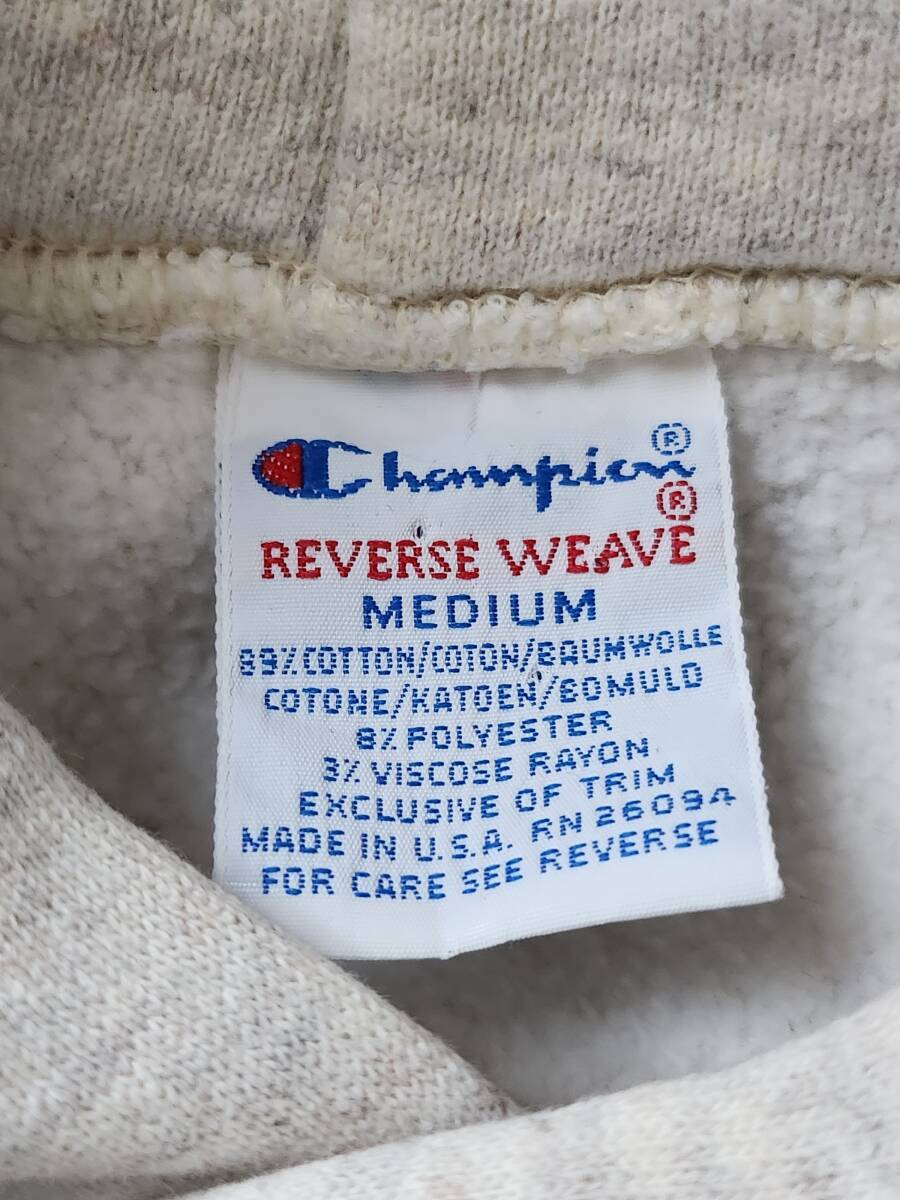 Champion®
REVERSE WEAVE®
MEDIUM
89% COTTON/COTON/BAUMWOLLE
COTONE/KATOEN/BOMULD
8% POLYESTER
3% VISCOSE RAYON
EXCLUSIVE OF TRIM
MADE IN U.S.A. RN 26094
FOR CARE SEE REVERSE